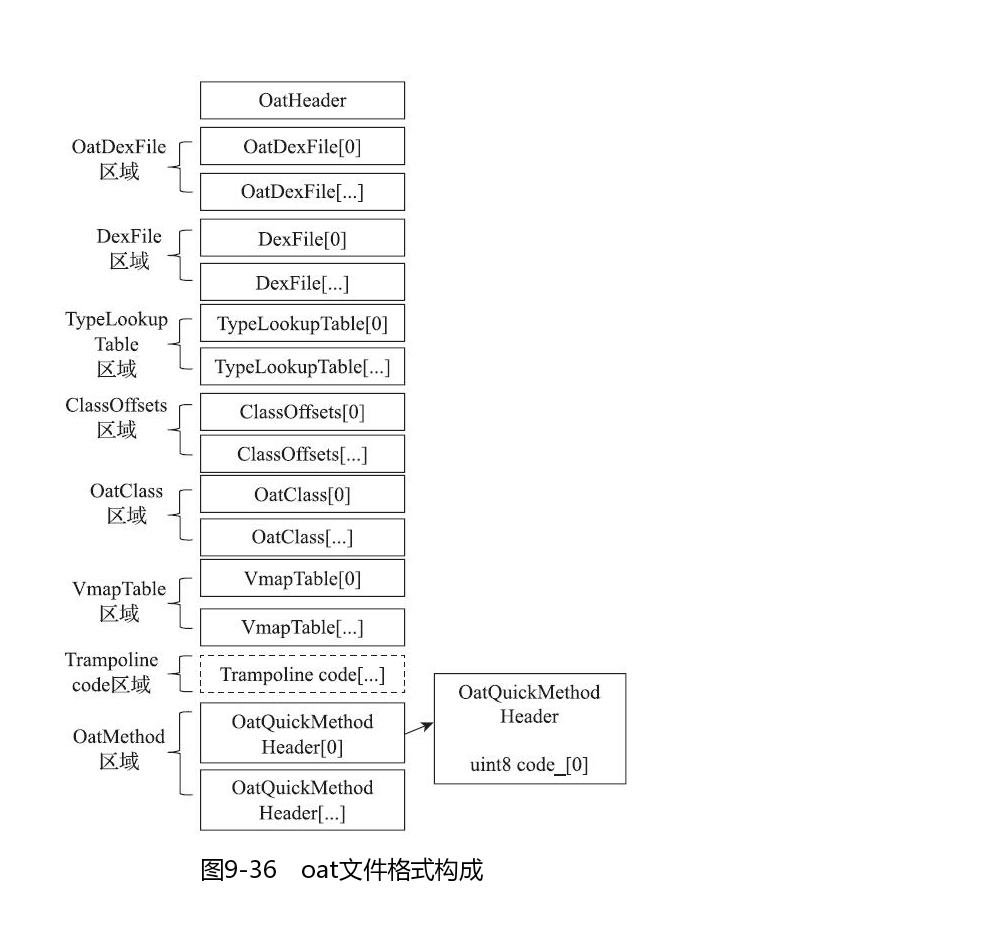 OatHeader
OatDexFile
区域
OatDexFile[0]
OatDexFile[...]
DexFile
区域
DexFile[0]
DexFile[...]
TypeLookup
Table
区域
TypeLookupTable[0]
TypeLookupTable[...]
ClassOffsets
区域
ClassOffsets[0]
ClassOffsets[...]
OatClass
区域
OatClass[0]
OatClass[...]
VmapTable
区域
VmapTable[0]
VmapTable[...]
Trampoline
code区域
Trampoline code[...]
OatMethod
区域
OatQuickMethod
Header[0]
OatQuickMethod
Header[...]
OatQuickMethod
Header
uint8 code_[0]
图9-36 oat文件格式构成